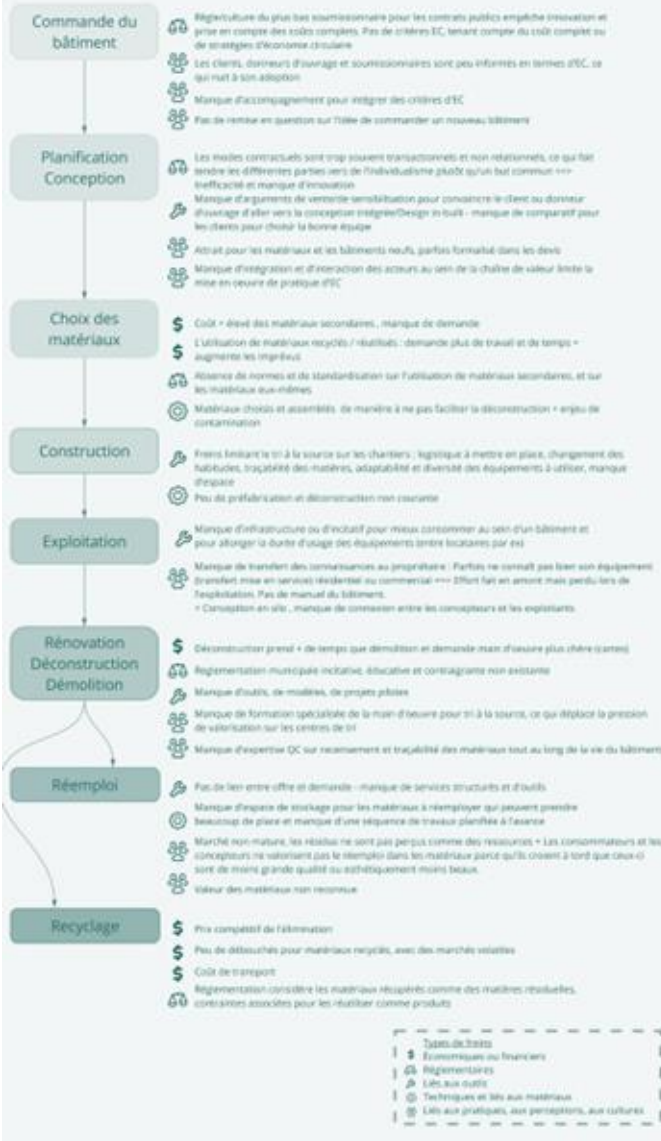 Commande du
bâtiment
Règle/culture du plus bas soumissionnaire pour les contrats publics empêche innovation et
prise en compte des coûts complets. Pas de critères EC, tenant compte du coût complet ou
de stratégies d'économie circulaire
Les clients, donneurs d'ouvrage et soumissionnaires sont peu informés en termes d'EC, ce
qui nuit à son adoption
Manque d'accompagnement pour intégrer des critères d'EC
Pas de remise en question sur l'idée de commander un nouveau bâtiment
Planification
Conception
Les modes contractuels sont trop souvent transactionnels et non relationnels, ce qui fait
tendre les différentes parties vers de l'individualisme plutôt qu'un but commun ==>
Inefficacité et manque d'innovation
Manque d'arguments de vente/de sensibilisation pour convaincre le client ou donneur
d'ouvrage d'aller vers la conception intégrée/Design in built - manque de comparatif pour
les clients pour choisir la bonne équipe
Attrait pour les matériaux et les bâtiments neufs, parfois formalisé dans les devis
Manque d'intégration et d'interaction des acteurs au sein de la chaîne de valeur limite la
mise en oeuvre de pratique d'EC
Choix des
matériaux
Coût + élevé des matériaux secondaires , manque de demande
L'utilisation de matériaux recyclés / réutilisés : demande plus de travail et de temps +
augmente les imprévus
Absence de normes et de standardisation sur l'utilisation de matériaux secondaires, et sur
les matériaux eux-mêmes
Matériaux choisis et assemblés de manière à ne pas faciliter la déconstruction + enjeu de
contamination
Construction
Freins limitant le tri à la source sur les chantiers : logistique à mettre en place, changement des
habitudes, traçabilité des matières, adaptabilité et diversité des équipements à utiliser, manque
d'espace
Peu de préfabrication et déconstruction non courante
Exploitation
Manque d'infrastructure ou d'incitatif pour mieux consommer au sein d'un bâtiment et
pour allonger la durée d'usage des équipements (entre locataires par ex)
Manque de transfert des connaissances au propriétaire : Parfois ne connaît pas bien son équipement
(transfert mise en service) résidentiel ou commercial ==> Effort fait en amont mais perdu lors de
l'exploitation. Pas de manuel du bâtiment.
+ Conception en silo , manque de connexion entre les concepteurs et les exploitants
Rénovation
Déconstruction
Démolition
Déconstruction prend + de temps que démolition et demande main d'oeuvre plus chère (cartes)
Réglementation municipale incitative, éducative et contraignante non existante
Manque d'outils, de modèles, de projets pilotes
Manque de formation spécialisée de la main d'oeuvre pour tri à la source, ce qui déplace la pression
de valorisation sur les centres de tri
Manque d'expertise QC sur recensement et traçabilité des matériaux tout au long de la vie du bâtiment
Réemploi
Pas de lien entre offre et demande - manque de services structurés et d'outils
Manque d'espace de stockage pour les matériaux à réemployer qui peuvent prendre
beaucoup de place et manque d'une séquence de travaux planifiée à l'avance
Marché non mature, les résidus ne sont pas perçus comme des ressources + Les consommateurs et les
concepteurs ne valorisent pas le réemploi dans les matériaux parce qu'ils croient à tord que ceux-ci
sont de moins grande qualité ou esthétiquement moins beaux.
Valeur des matériaux non reconnue
Recyclage
Prix compétitif de l'élimination
Peu de débouchés pour matériaux recyclés, avec des marchés volatiles
Coût de transport
Réglementation considère les matériaux récupérés comme des matières résiduelles,
contraintes associées pour les réutiliser comme produits
Types de freins
$ Économiques ou financiers
Réglementaires
Liés aux outils
Techniques et liés aux matériaux
Liés aux pratiques, aux perceptions, aux cultures